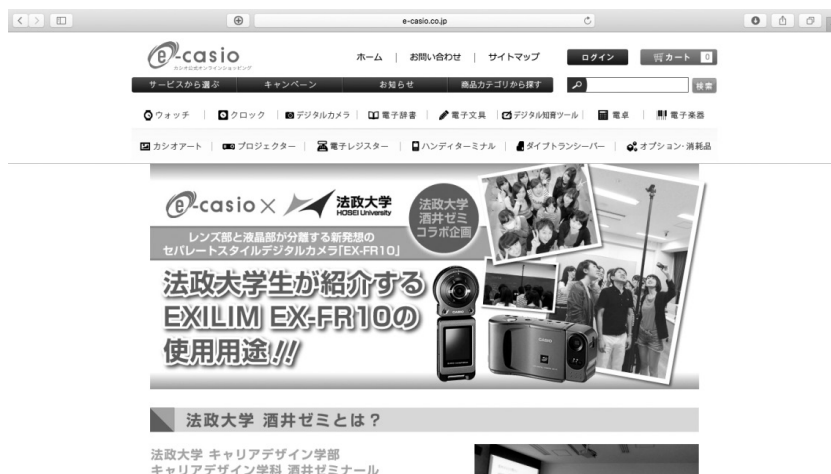 e-casio.co.jp
e-casio
カシオ公式オンラインショッピング
ホーム | お問い合わせ | サイトマップ
ログイン
カート 0
サービスから選ぶ キャンペーン お知らせ 商品カテゴリから探す
検索
ウォッチ | クロック | デジタルカメラ | 電子辞書 | 電子文具 | デジタル知育ツール | 電卓 | 電子楽器
カシオアート | プロジェクター | 電子レジスター | ハンディターミナル | ダイブトランシーバー | オプション・消耗品
e-casio × 法政大学
HOSEI University
法政大学
酒井ゼミ
コラボ企画
レンズ部と液晶部が分離する新発想の
セパレートスタイルデジタルカメラ「EX-FR10」
法政大学生が紹介する
EXILIM EX-FR10の
使用用途!!
法政大学 酒井ゼミとは？
法政大学 キャリアデザイン学部
キャリアデザイン学科 酒井ゼミナール